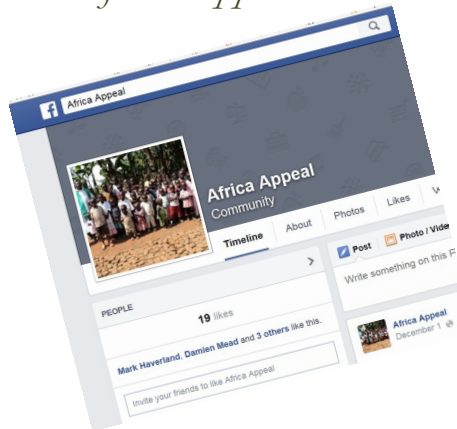 f Africa Appeal
Africa Appeal
Community
Timeline About Photos Likes
PEOPLE
19 likes
Mark Haverland, Damien Mead and 3 others like this.
Invite your friends to like Africa Appeal
Post Photo / Vide
Write something on this F
Africa Appeal
December 1